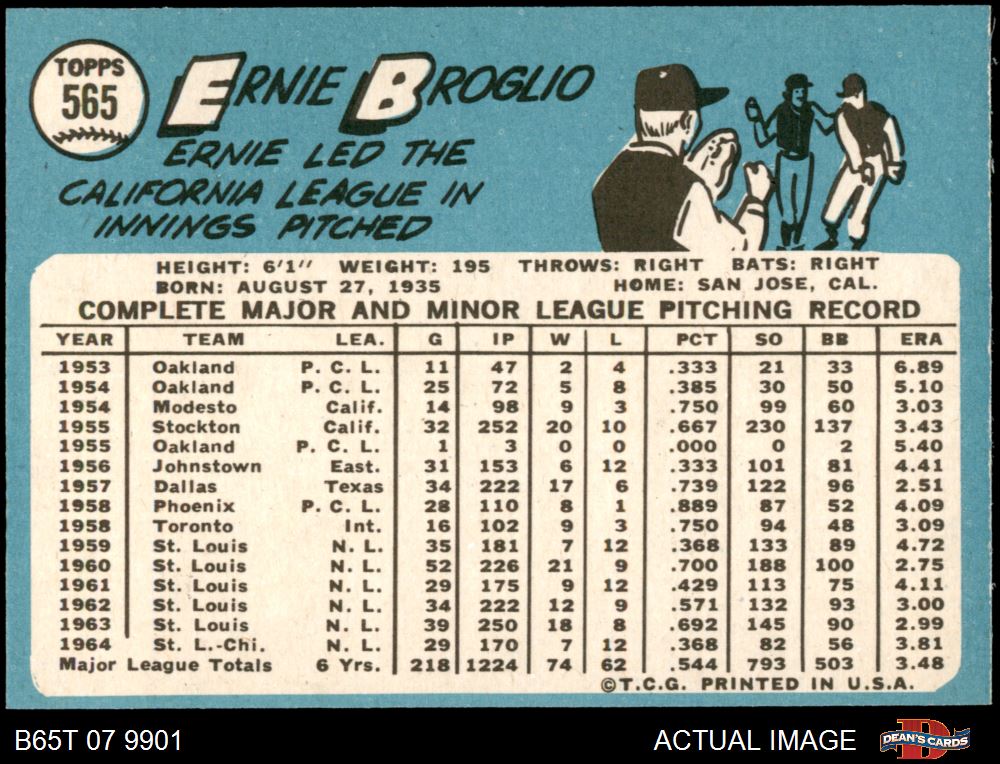 TOPPS
565
ERNIE BROGLIO
ERNIE LED THE
CALIFORNIA LEAGUE IN
INNINGS PITCHED
HEIGHT: 6'1" WEIGHT: 195 THROWS: RIGHT BATS: RIGHT
BORN: AUGUST 27, 1935 HOME: SAN JOSE, CAL.
COMPLETE MAJOR AND MINOR LEAGUE PITCHING RECORD
YEAR TEAM LEA. G IP W L PCT SO BB ERA
1953 Oakland P. C. L. 11 47 2 4 .333 21 33 6.89
1954 Oakland P. C. L. 25 72 5 8 .385 30 50 5.10
1954 Modesto Calif. 14 98 9 3 .750 99 60 3.03
1955 Stockton Calif. 32 252 20 10 .667 230 137 3.43
1955 Oakland P. C. L. 1 3 0 0 .000 0 2 5.40
1956 Johnstown East. 31 153 6 12 .333 101 81 4.41
1957 Dallas Texas 34 222 17 6 .739 122 96 2.51
1958 Phoenix P. C. L. 28 110 8 1 .889 87 52 4.09
1958 Toronto Int. 16 102 9 3 .750 94 48 3.09
1959 St. Louis N. L. 35 181 7 12 .368 133 89 4.72
1960 St. Louis N. L. 52 226 21 9 .700 188 100 2.75
1961 St. Louis N. L. 29 175 9 12 .429 113 75 4.11
1962 St. Louis N. L. 34 222 12 9 .571 132 93 3.00
1963 St. Louis N. L. 39 250 18 8 .692 145 90 2.99
1964 St. L.-Chi. N. L. 29 170 7 12 .368 82 56 3.81
Major League Totals 6 Yrs. 218 1224 74 62 .544 793 503 3.48
©T.C.G. PRINTED IN U.S.A.
B65T 07 9901 ACTUAL IMAGE D DEAN'S CARDS